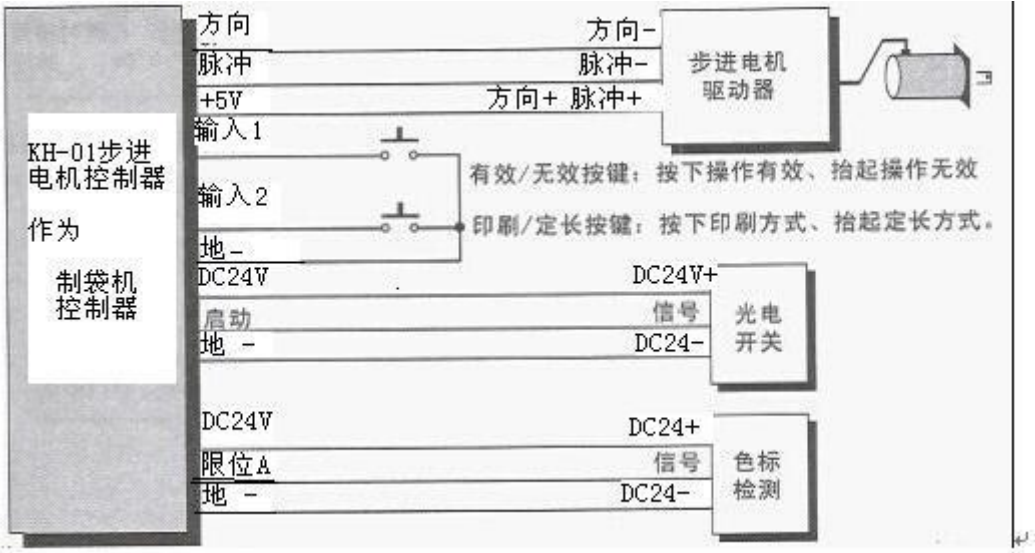 方向
方向-
脉冲
脉冲-
+5V
方向+ 脉冲+
步进电机
驱动器
输入1
KH-01步进
电机控制器
作为
制袋机
控制器
有效/无效按键：按下操作有效、抬起操作无效
输入2
印刷/定长按键：按下印刷方式、抬起定长方式。
地-
DC24V
DC24V+
启动
信号
地 -
DC24-
光电
开关
DC24V
DC24+
限位A
信号
地 -
DC24-
色标
检测